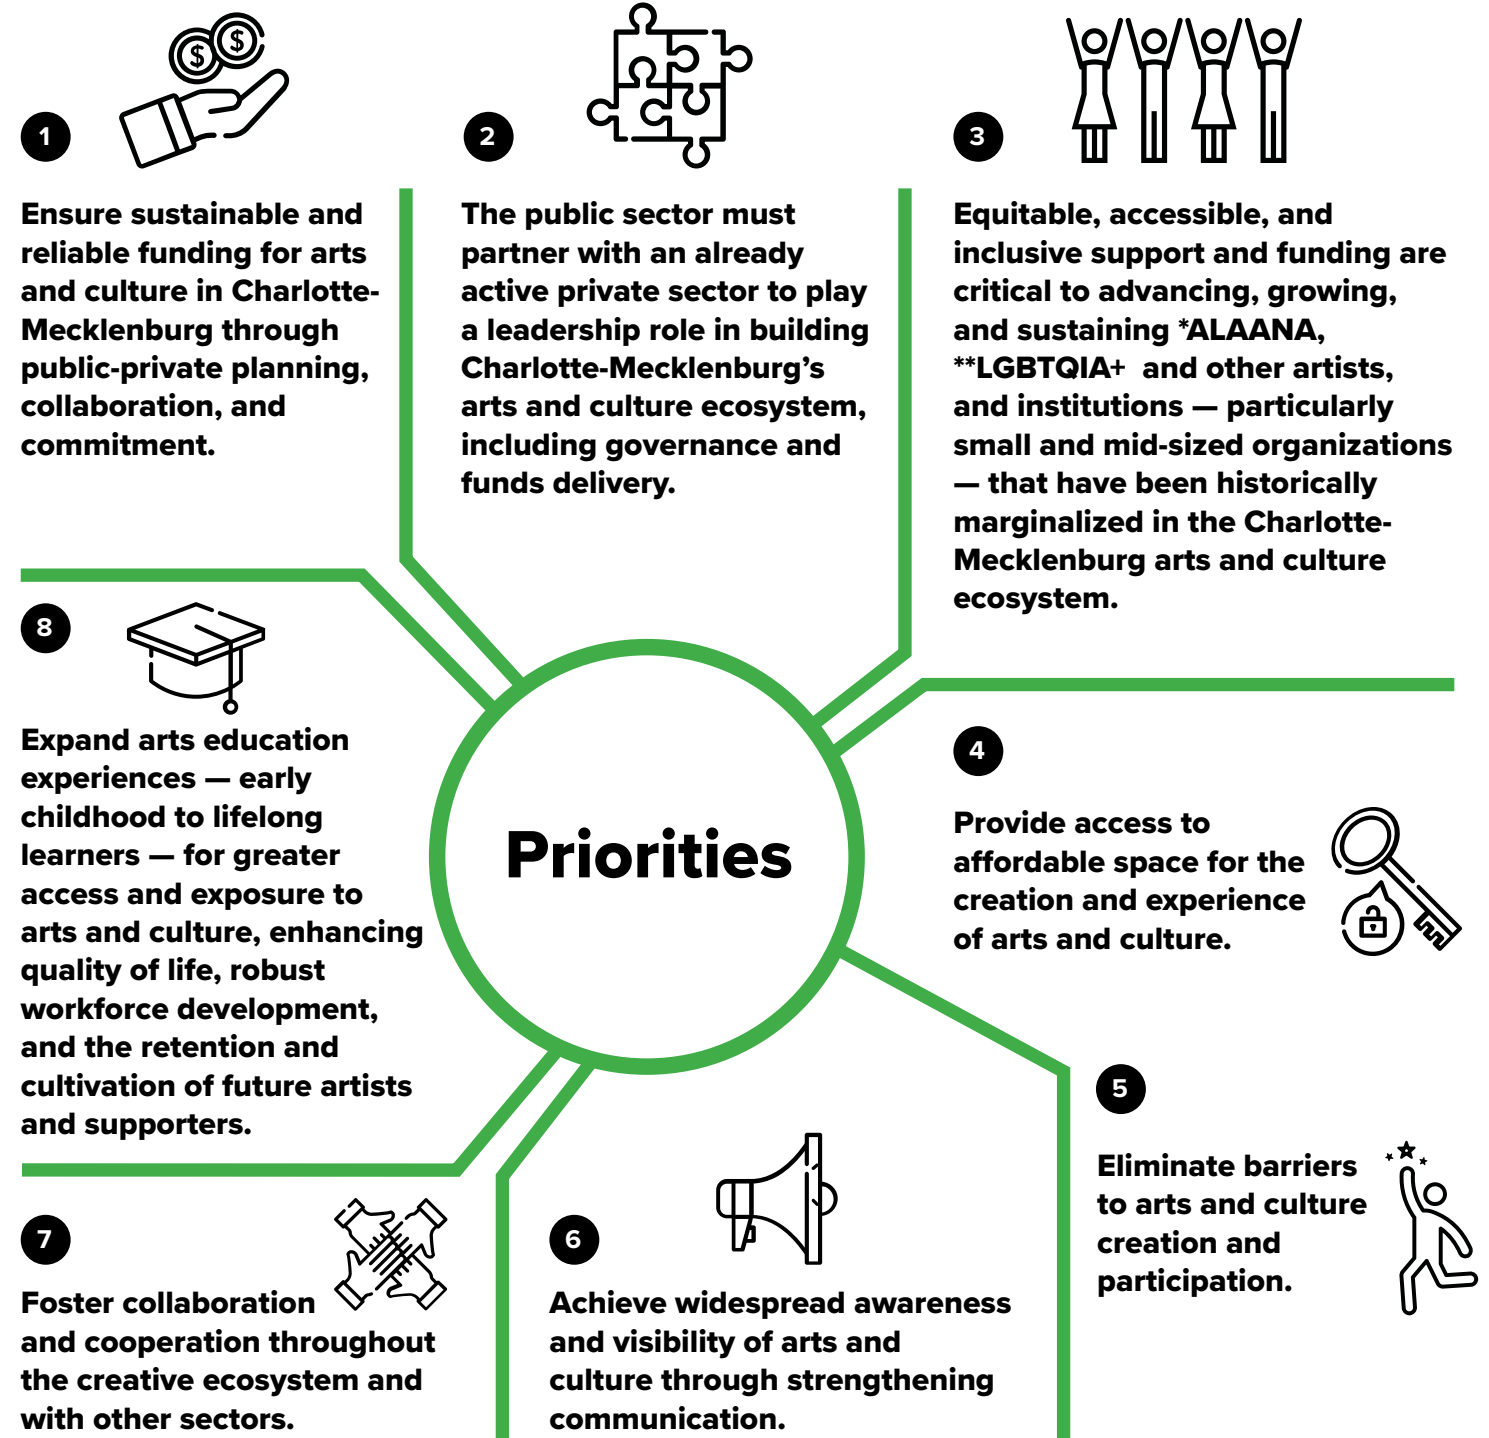 1
Ensure sustainable and
reliable funding for arts
and culture in Charlotte-
Mecklenburg through
public-private planning,
collaboration, and
commitment.
2
The public sector must
partner with an already
active private sector to play
a leadership role in building
Charlotte-Mecklenburg’s
arts and culture ecosystem,
including governance and
funds delivery.
3
Equitable, accessible, and
inclusive support and funding are
critical to advancing, growing,
and sustaining *ALAANA,
**LGBTQIA+ and other artists,
and institutions — particularly
small and mid-sized organizations
— that have been historically
marginalized in the Charlotte-
Mecklenburg arts and culture
ecosystem.
Priorities
4
Provide access to
affordable space for the
creation and experience
of arts and culture.
5
Eliminate barriers
to arts and culture
creation and
participation.
6
Achieve widespread awareness
and visibility of arts and
culture through strengthening
communication.
7
Foster collaboration
and cooperation throughout
the creative ecosystem and
with other sectors.
8
Expand arts education
experiences — early
childhood to lifelong
learners — for greater
access and exposure to
arts and culture, enhancing
quality of life, robust
workforce development,
and the retention and
cultivation of future artists
and supporters.
$
$